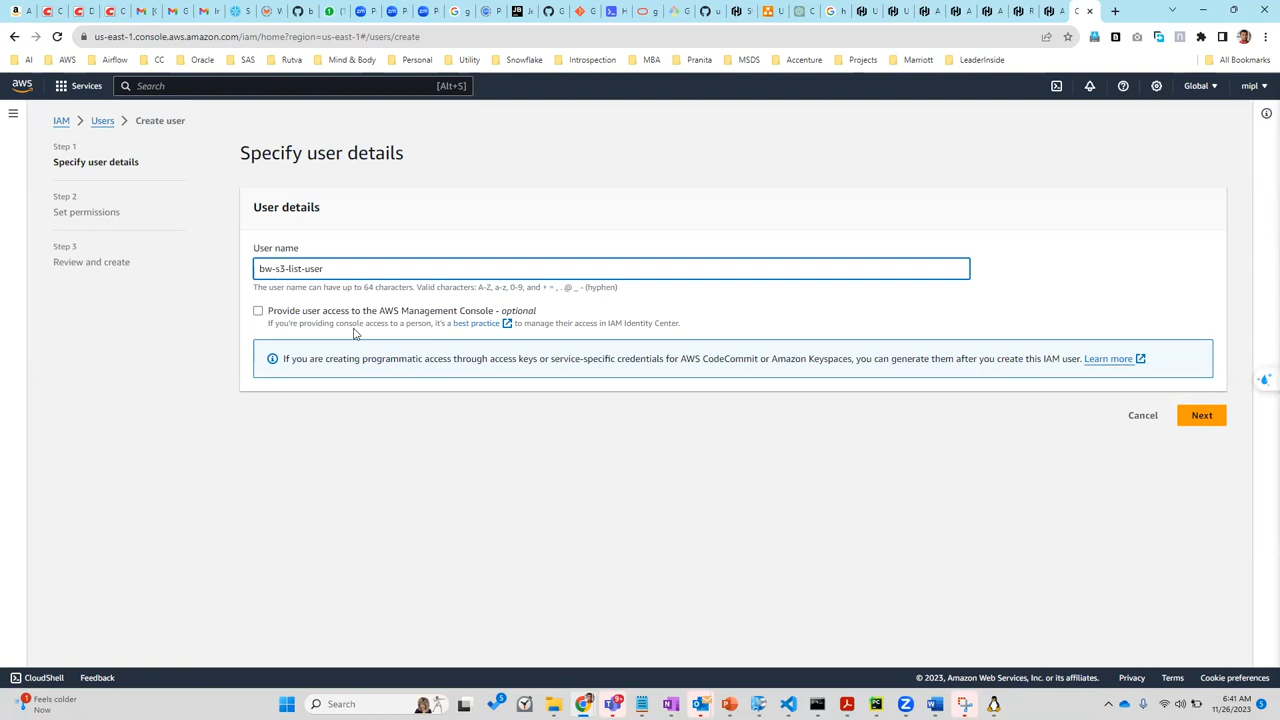 us-east-1.console.aws.amazon.com/iam/home?region=us-east-1#/users/create
AI AWS Airflow CC Oracle SAS Rutva Mind & Body Personal Utility Snowflake Introspection MBA Pranita MSDS Accenture Projects Marriott LeaderInside All Bookmarks
aws Services Search [Alt+S] Global mipl
IAM Users Create user
Step 1
Specify user details
Step 2
Set permissions
Step 3
Review and create
Specify user details
User details
User name
bw-s3-list-user
The user name can have up to 64 characters. Valid characters: A-Z, a-z, 0-9, and + = , . @ _ - (hyphen)
Provide user access to the AWS Management Console - optional
If you're providing console access to a person, it's a best practice to manage their access in IAM Identity Center.
If you are creating programmatic access through access keys or service-specific credentials for AWS CodeCommit or Amazon Keyspaces, you can generate them after you create this IAM user. Learn more
Cancel Next
CloudShell Feedback © 2023, Amazon Web Services, Inc. or its affiliates. Privacy Terms Cookie preferences
Feels colder
Now
Search
6:41 AM
11/26/2023